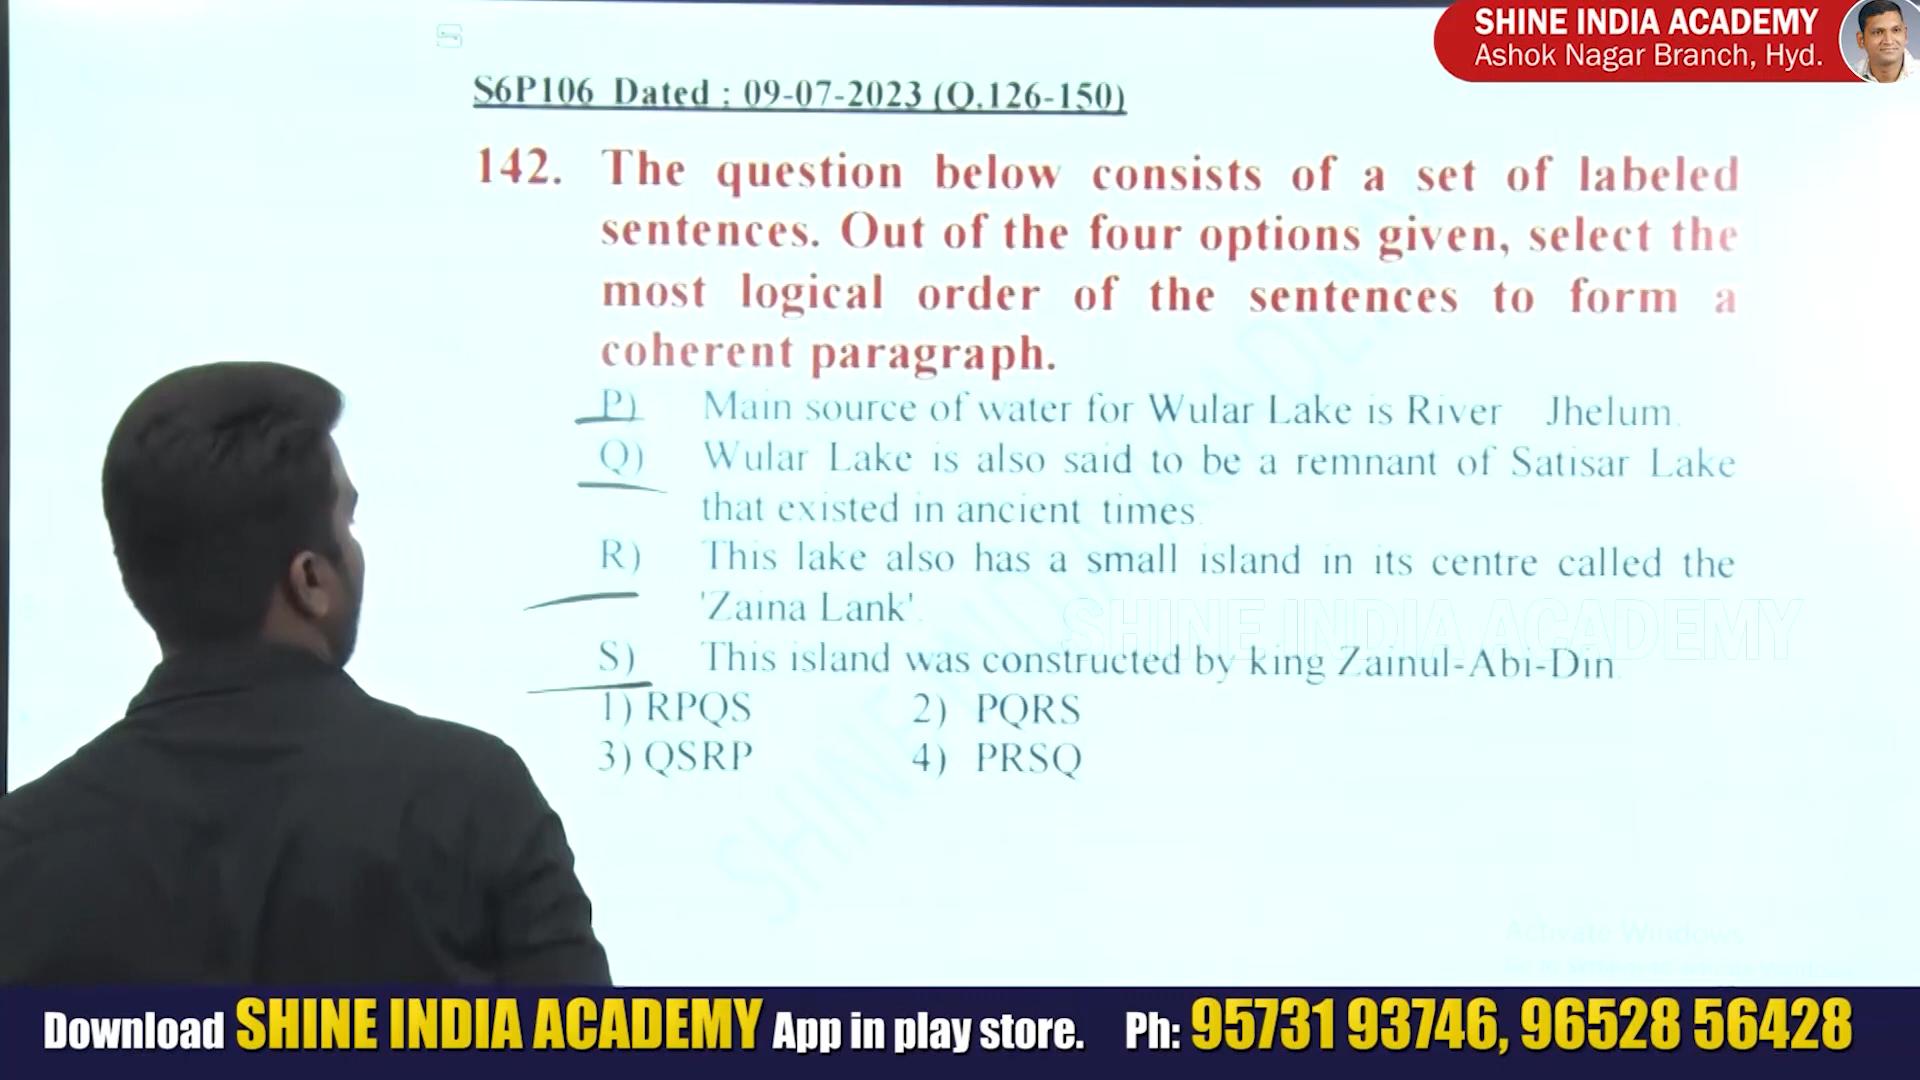 SHINE INDIA ACADEMY
Ashok Nagar Branch, Hyd.
S6P106 Dated : 09-07-2023 (Q.126-150)
142. The question below consists of a set of labeled
sentences. Out of the four options given, select the
most logical order of the sentences to form a
coherent paragraph.
P) Main source of water for Wular Lake is River Jhelum.
Q) Wular Lake is also said to be a remnant of Satisar Lake
that existed in ancient times.
R) This lake also has a small island in its centre called the
'Zaina Lank'.
SHINE INDIA ACADEMY
S) This island was constructed by king Zainul-Abi-Din.
1) RPQS 2) PQRS
3) QSRP 4) PRSQ
SHINE INDIA ACADEMY
Activate Windows
Download SHINE INDIA ACADEMY App in play store. Ph: 95731 93746, 96528 56428